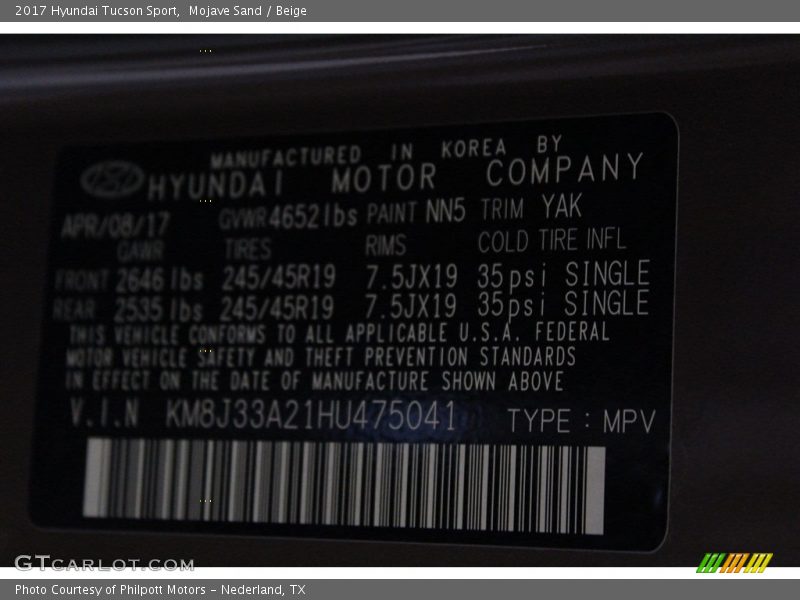 2017 Hyundai Tucson Sport, Mojave Sand / Beige
MANUFACTURED IN KOREA BY
HYUNDAI MOTOR COMPANY
APR/08/17 GVWR 4652lbs PAINT NN5 TRIM YAK
GAWR TIRES RIMS COLD TIRE INFL
FRONT 2646 lbs 245/45R19 7.5JX19 35psi SINGLE
REAR 2535 lbs 245/45R19 7.5JX19 35psi SINGLE
THIS VEHICLE CONFORMS TO ALL APPLICABLE U.S.A. FEDERAL
MOTOR VEHICLE SAFETY AND THEFT PREVENTION STANDARDS
IN EFFECT ON THE DATE OF MANUFACTURE SHOWN ABOVE
V.I.N KM8J33A21HU475041 TYPE : MPV
GTCARLOT.COM
Photo Courtesy of Philpott Motors - Nederland, TX